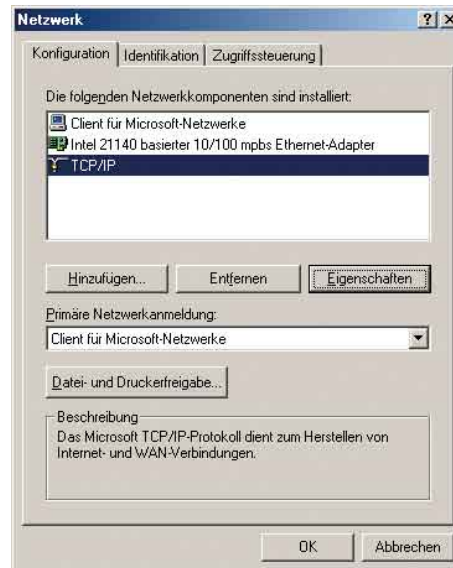 Netzwerk
Konfiguration Identifikation Zugriffssteuerung
Die folgenden Netzwerkkomponenten sind installiert:
Client für Microsoft-Netzwerke
Intel 21140 basierter 10/100 mpbs Ethernet-Adapter
TCP/IP
Hinzufügen... Entfernen Eigenschaften
Primäre Netzwerkanmeldung:
Client für Microsoft-Netzwerke
Datei- und Druckerfreigabe...
Beschreibung
Das Microsoft TCP/IP-Protokoll dient zum Herstellen von
Internet- und WAN-Verbindungen.
OK Abbrechen